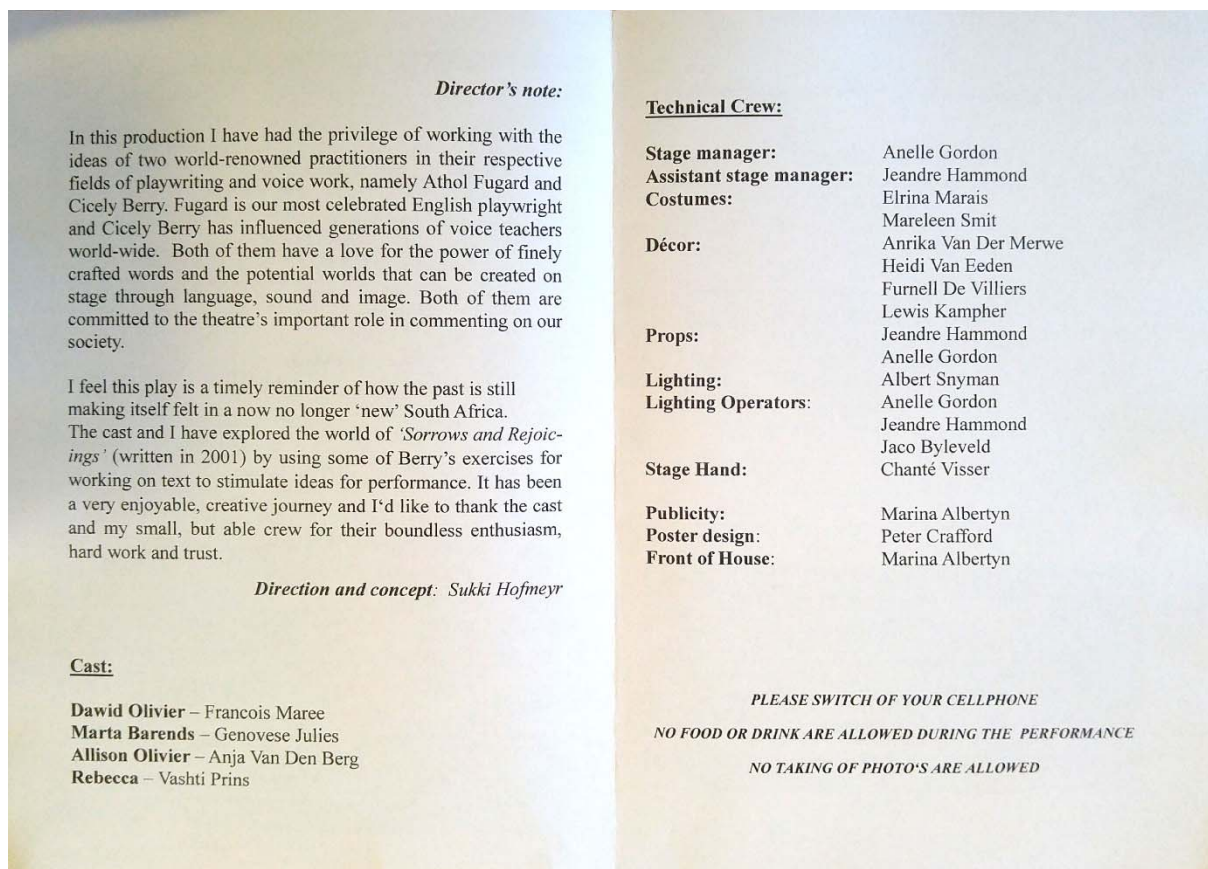 Director's note:
In this production I have had the privilege of working with the
ideas of two world-renowned practitioners in their respective
fields of playwriting and voice work, namely Athol Fugard and
Cicely Berry. Fugard is our most celebrated English playwright
and Cicely Berry has influenced generations of voice teachers
world-wide.  Both of them have a love for the power of finely
crafted words and the potential worlds that can be created on
stage through language, sound and image. Both of them are
committed to the theatre's important role in commenting on our
society.
I feel this play is a timely reminder of how the past is still
making itself felt in a now no longer 'new' South Africa.
The cast and I have explored the world of 'Sorrows and Rejoic-
ings' (written in 2001) by using some of Berry's exercises for
working on text to stimulate ideas for performance. It has been
a very enjoyable, creative journey and I‘d like to thank the cast
and my small, but able crew for their boundless enthusiasm,
hard work and trust.
Direction and concept:  Sukki Hofmeyr
Cast:
Dawid Olivier – Francois Maree
Marta Barends – Genovese Julies
Allison Olivier – Anja Van Den Berg
Rebecca – Vashti Prins
Technical Crew:
Stage manager: Anelle Gordon
Assistant stage manager: Jeandre Hammond
Costumes: Elrina Marais
Mareleen Smit
Décor: Anrika Van Der Merwe
Heidi Van Eeden
Furnell De Villiers
Lewis Kampher
Props: Jeandre Hammond
Anelle Gordon
Lighting: Albert Snyman
Lighting Operators: Anelle Gordon
Jeandre Hammond
Jaco Byleveld
Stage Hand: Chanté Visser
Publicity: Marina Albertyn
Poster design: Peter Crafford
Front of House: Marina Albertyn
PLEASE SWITCH OF YOUR CELLPHONE
NO FOOD OR DRINK ARE ALLOWED DURING THE  PERFORMANCE
NO TAKING OF PHOTO‘S ARE ALLOWED